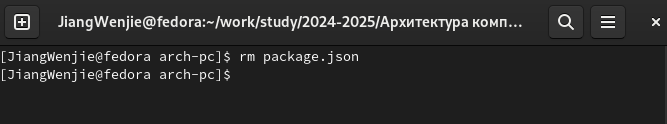 JiangWenjie@fedora:~/work/study/2024-2025/Архитектура комп...
[JiangWenjie@fedora arch-pc]$ rm package.json
[JiangWenjie@fedora arch-pc]$